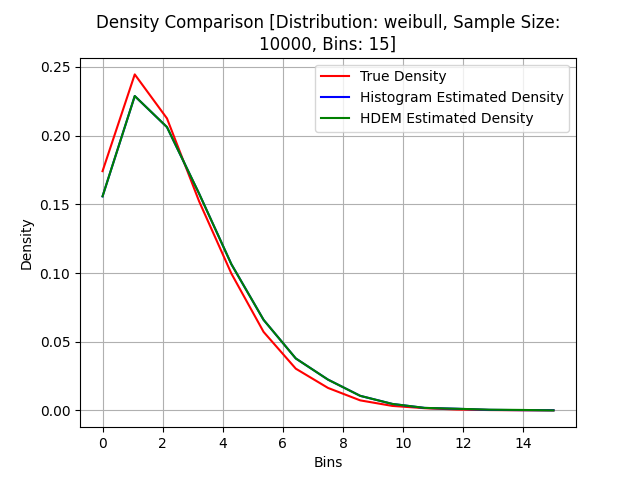 Density Comparison [Distribution: weibull, Sample Size:
10000, Bins: 15]
True Density
Histogram Estimated Density
HDEM Estimated Density
Density
0.25
0.20
0.15
0.10
0.05
0.00
0 2 4 6 8 10 12 14
Bins